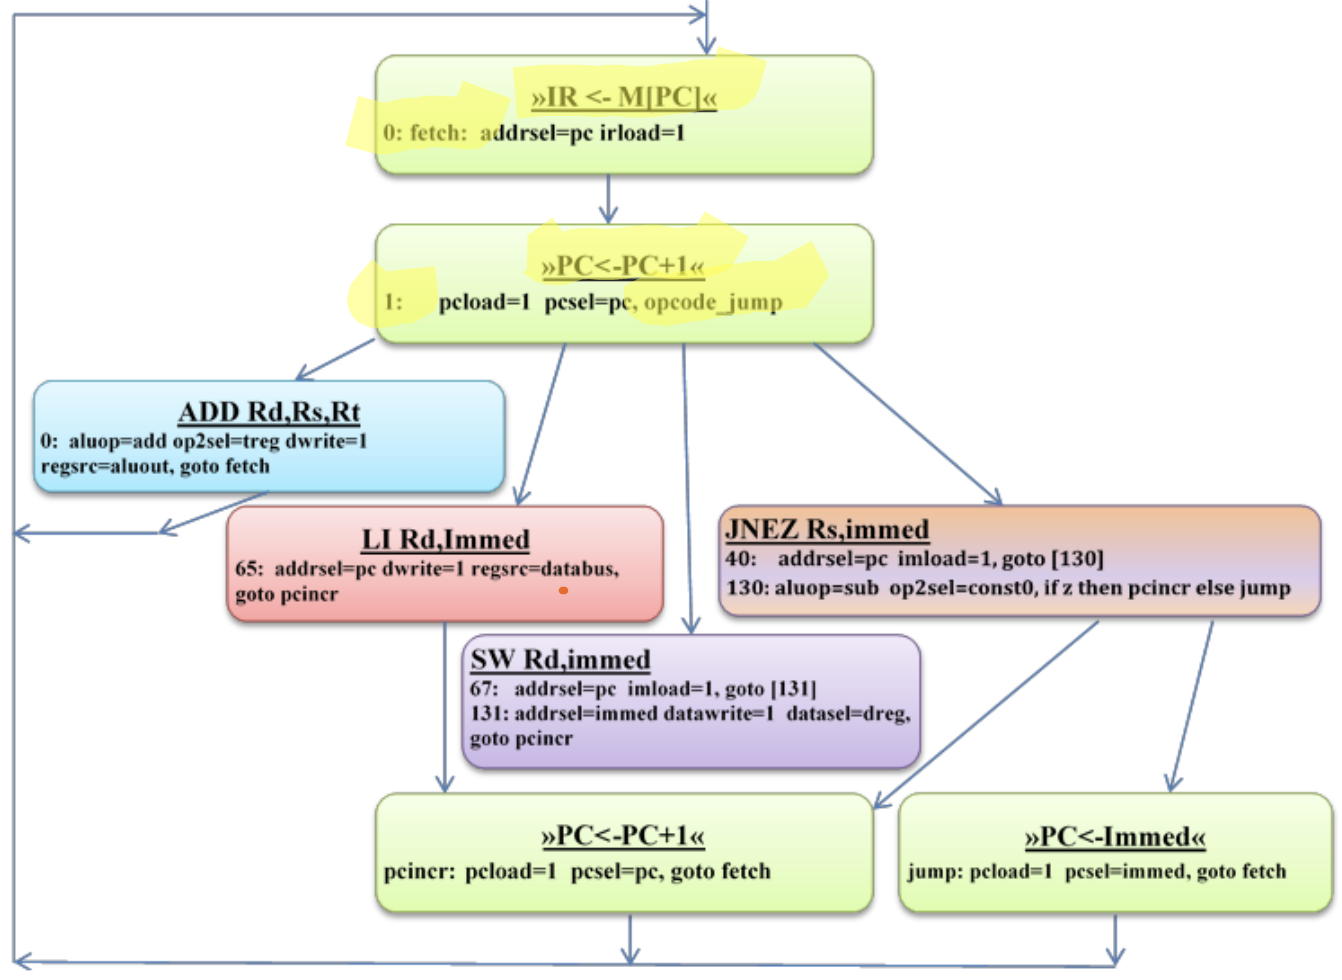 »IR <- M[PC]«
0: fetch: addrsel=pc irload=1
»PC<-PC+1«
1: pcload=1 pcsel=pc, opcode_jump
ADD Rd,Rs,Rt
0: aluop=add op2sel=treg dwrite=1
regsrc=aluout, goto fetch
LI Rd,Immed
65: addrsel=pc dwrite=1 regsrc=databus,
goto pcincr
JNEZ Rs,immed
40: addrsel=pc imload=1, goto [130]
130: aluop=sub op2sel=const0, if z then pcincr else jump
SW Rd,immed
67: addrsel=pc imload=1, goto [131]
131: addrsel=immed datawrite=1 datasel=dreg,
goto pcincr
»PC<-PC+1«
pcincr: pcload=1 pcsel=pc, goto fetch
»PC<-Immed«
jump: pcload=1 pcsel=immed, goto fetch